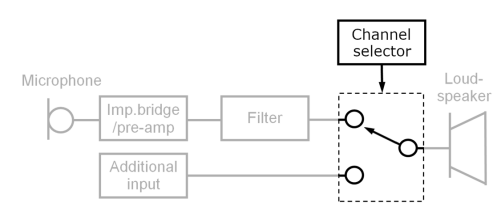 Channel
selector
Microphone
Imp.bridge
/pre-amp
Filter
Loud-
speaker
Additional
input